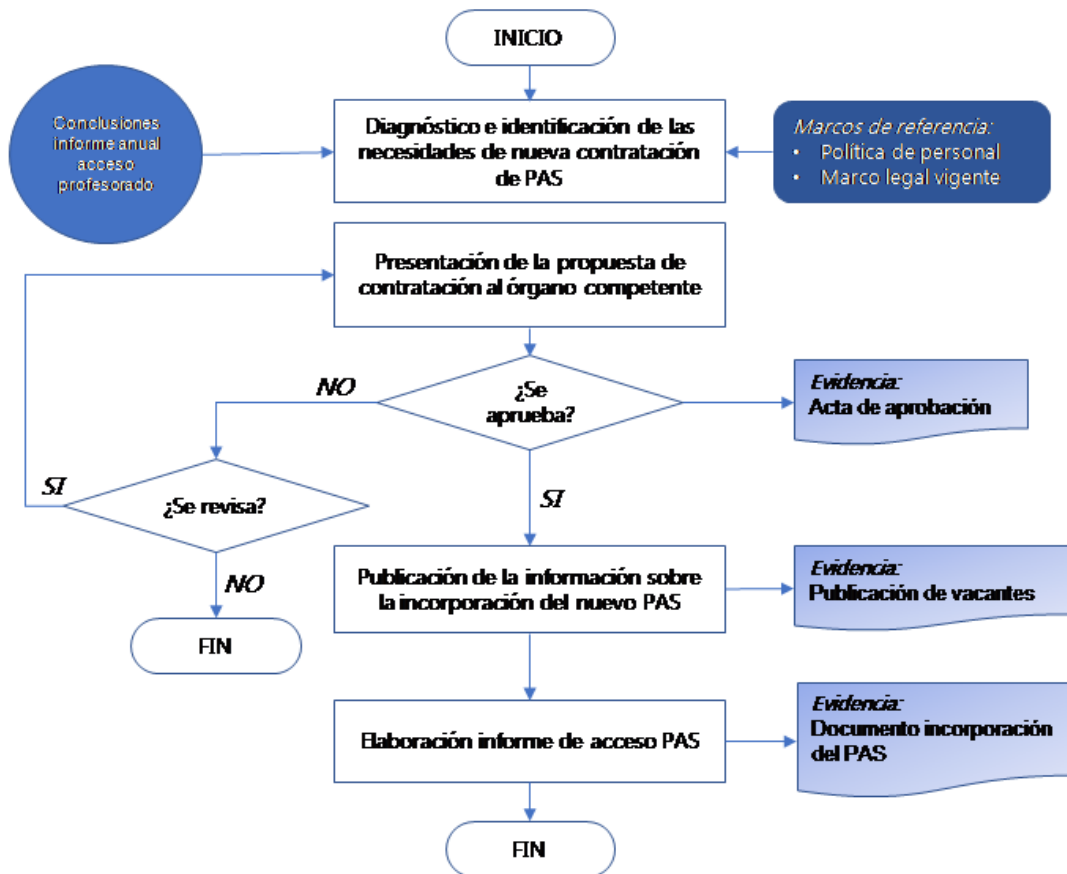 INICIO
Conclusiones
informe anual
acceso
profesorado
Diagnóstico e identificación de las
necesidades de nueva contratación
de PAS
Marcos de referencia:
• Política de personal
• Marco legal vigente
Presentación de la propuesta de
contratación al órgano competente
¿Se
aprueba?
NO
Evidencia:
Acta de aprobación
¿Se revisa?
SI
SI
NO
FIN
Publicación de la información sobre
la incorporación del nuevo PAS
Evidencia:
Publicación de vacantes
Elaboración informe de acceso PAS
Evidencia:
Documento incorporación
del PAS
FIN